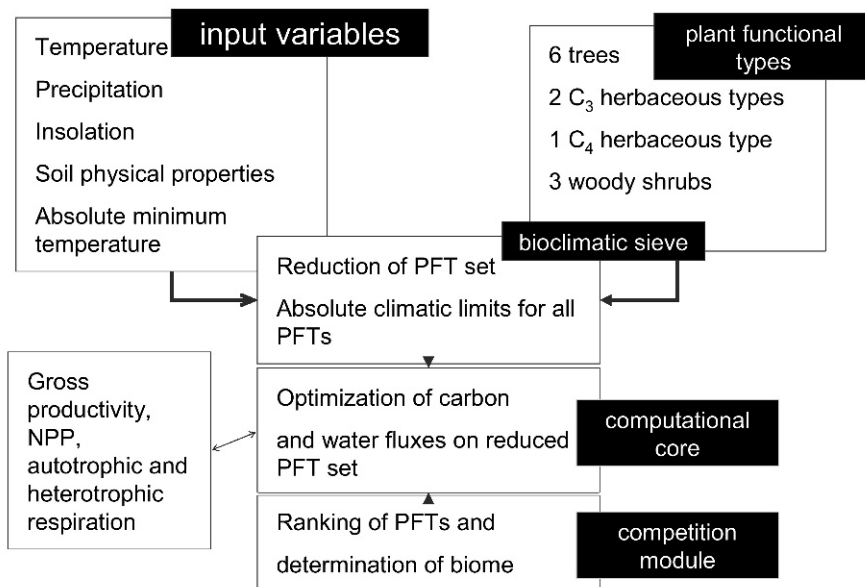 input variables
Temperature
Precipitation
Insolation
Soil physical properties
Absolute minimum
temperature
plant functional
types
6 trees
2 C₃ herbaceous types
1 C₄ herbaceous type
3 woody shrubs
bioclimatic sieve
Reduction of PFT set
Absolute climatic limits for all
PFTs
Gross
productivity,
NPP,
autotrophic and
heterotrophic
respiration
Optimization of carbon
and water fluxes on reduced
PFT set
computational
core
Ranking of PFTs and
determination of biome
competition
module